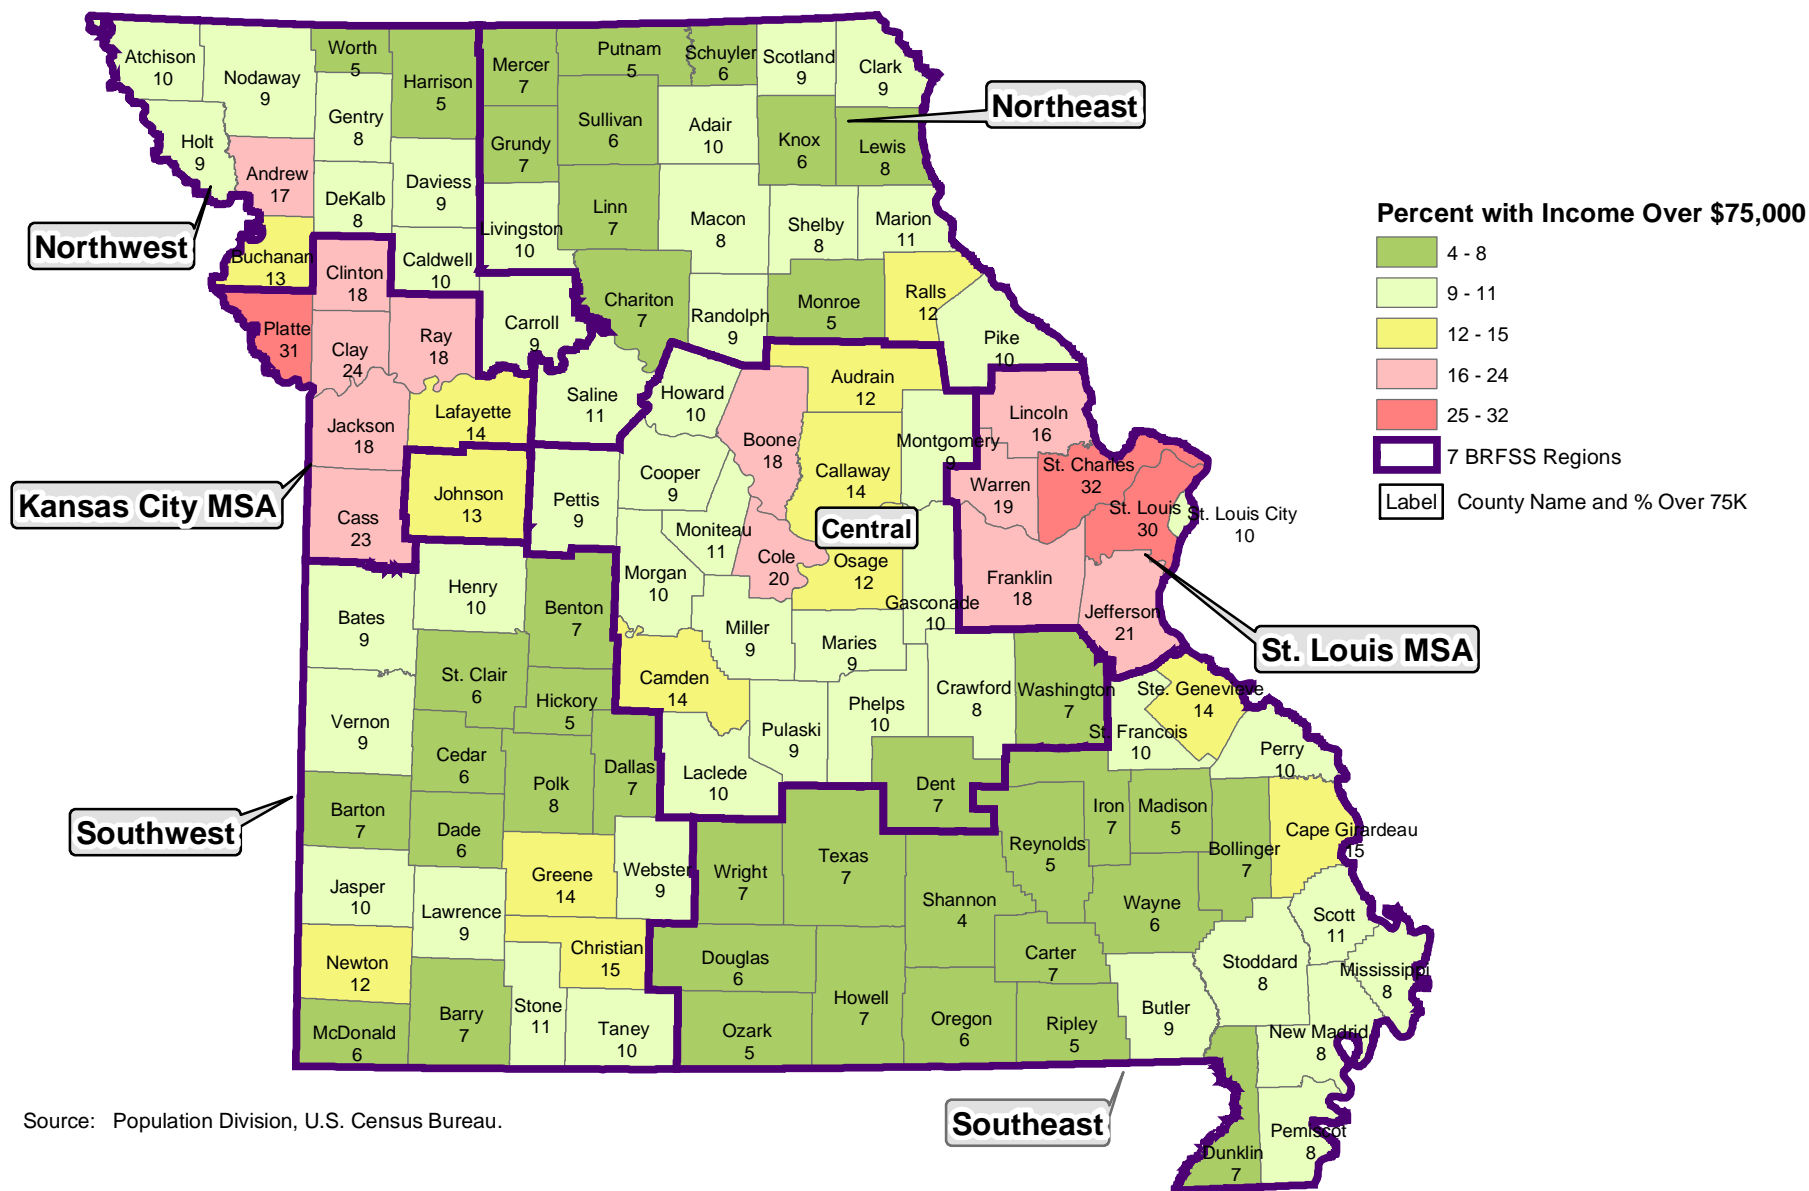 Atchison
10
Nodaway
9
Worth
5
Harrison
5
Mercer
7
Putnam
5
Schuyler
6
Scotland
9
Clark
9
Northeast
Holt
9
Gentry
8
Grundy
7
Sullivan
6
Adair
10
Knox
6
Lewis
8
Andrew
17
DeKalb
8
Daviess
9
Livingston
10
Linn
7
Macon
8
Shelby
8
Marion
11
Northwest
Buchanan
13
Clinton
18
Caldwell
10
Carroll
9
Chariton
7
Randolph
9
Monroe
5
Ralls
12
Pike
10
Platte
31
Clay
24
Ray
18
Saline
11
Howard
10
Audrain
12
Jackson
18
Lafayette
14
Boone
18
Montgomery
9
Lincoln
16
Callaway
14
Cooper
9
Warren
19
St. Charles
32
St. Louis
30
St. Louis City
10
Kansas City MSA
Johnson
13
Pettis
9
Cass
23
Moniteau
11
Central
Cole
20
Osage
12
Morgan
10
Gasconade
10
Franklin
18
Jefferson
21
St. Louis MSA
Henry
10
Bates
9
Benton
7
Miller
9
Maries
9
St. Clair
6
Camden
14
Hickory
5
Phelps
10
Crawford
8
Washington
7
Ste. Genevieve
14
St. Francois
10
Perry
10
Vernon
9
Cedar
6
Polk
8
Dallas
7
Pulaski
9
Laclede
10
Dent
7
Iron
7
Madison
5
Southwest
Barton
7
Dade
6
Reynolds
5
Bollinger
7
Cape Girardeau
15
Jasper
10
Greene
14
Webster
9
Wright
7
Texas
7
Lawrence
9
Shannon
4
Wayne
6
Scott
11
Newton
12
Christian
15
Douglas
6
Carter
7
Stoddard
8
Mississippi
8
McDonald
6
Barry
7
Stone
11
Taney
10
Ozark
5
Howell
7
Oregon
6
Ripley
5
Butler
9
New Madrid
8
Southeast
Dunklin
7
Pemiscot
8
Percent with Income Over $75,000
4 - 8
9 - 11
12 - 15
16 - 24
25 - 32
7 BRFSS Regions
Label County Name and % Over 75K
Source: Population Division, U.S. Census Bureau.